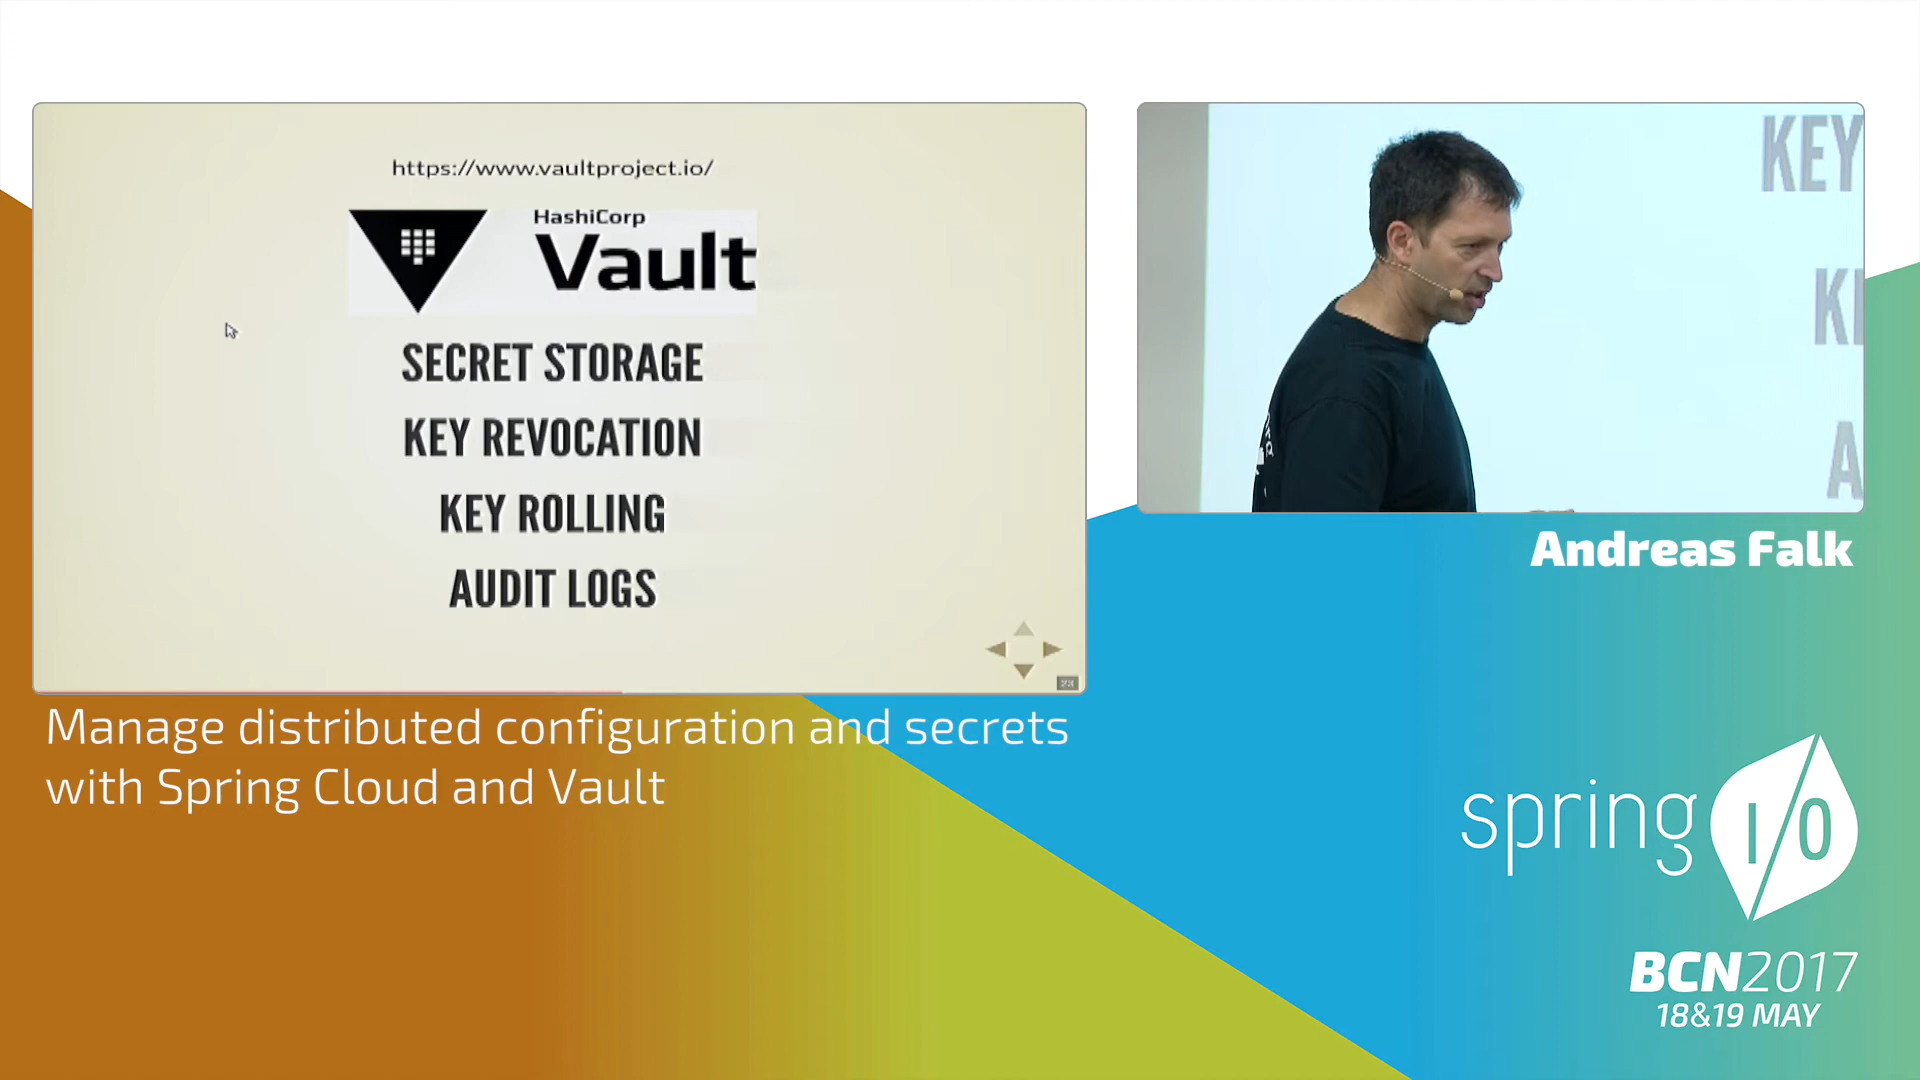 https://www.vaultproject.io/
HashiCorp
Vault
SECRET STORAGE
KEY REVOCATION
KEY ROLLING
AUDIT LOGS
23
KEY
A
Andreas Falk
Manage distributed configuration and secrets
with Spring Cloud and Vault
spring I/O
BCN2017
18&19 MAY